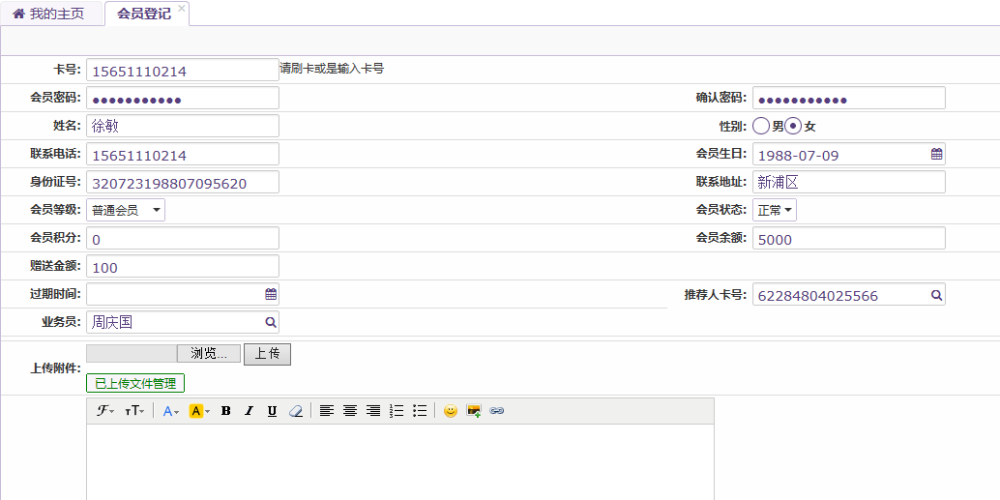 我的主页 会员登记
卡号: 15651110214 请刷卡或是输入卡号
会员密码: ●●●●●●●●●●● 确认密码: ●●●●●●●●●●●
姓名: 徐敏 性别: 男 女
联系电话: 15651110214 会员生日: 1988-07-09
身份证号: 320723198807095620 联系地址: 新浦区
会员等级: 普通会员 会员状态: 正常
会员积分: 0 会员余额: 5000
赠送金额: 100
过期时间: 推荐人卡号: 62284804025566
业务员: 周庆国
上传附件: 浏览... 上传
已上传文件管理
ℱ тT A A B I U